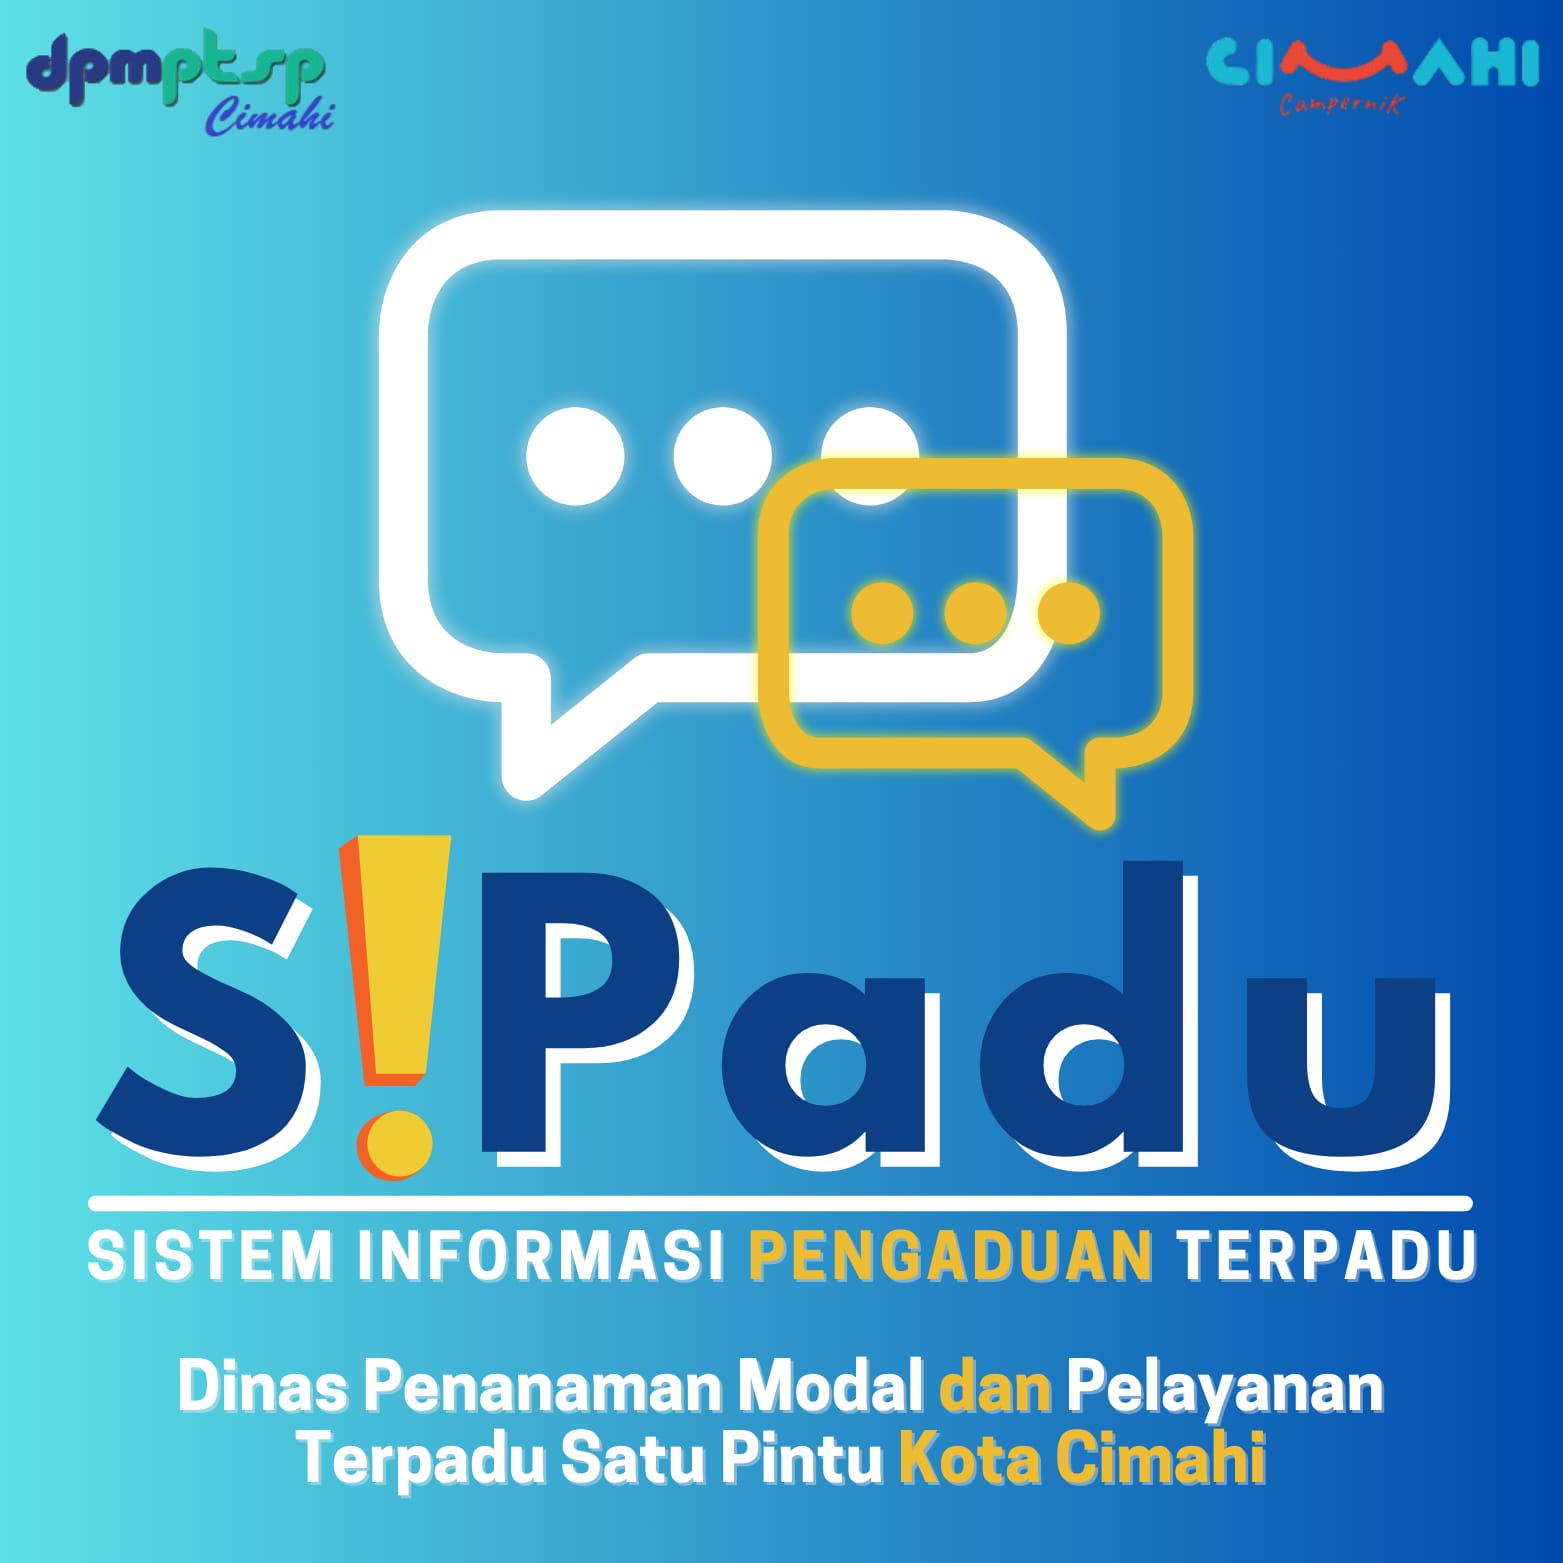 dpmptsp
Cimahi
CIMAHI
Campernik
S!Padu
SISTEM INFORMASI PENGADUAN TERPADU
Dinas Penanaman Modal dan Pelayanan
Terpadu Satu Pintu Kota Cimahi